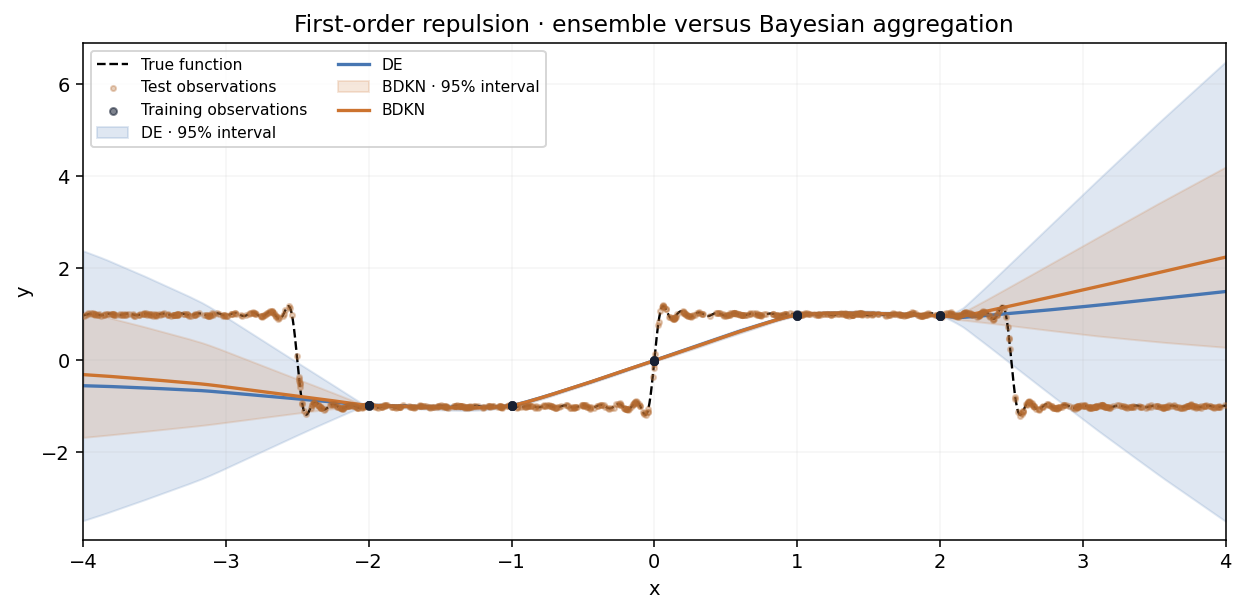 First-order repulsion · ensemble versus Bayesian aggregation
True function
Test observations
Training observations
DE · 95% interval
DE
BDKN · 95% interval
BDKN
y
6
4
2
0
−2
−4
−3
−2
−1
0
1
2
3
4
x